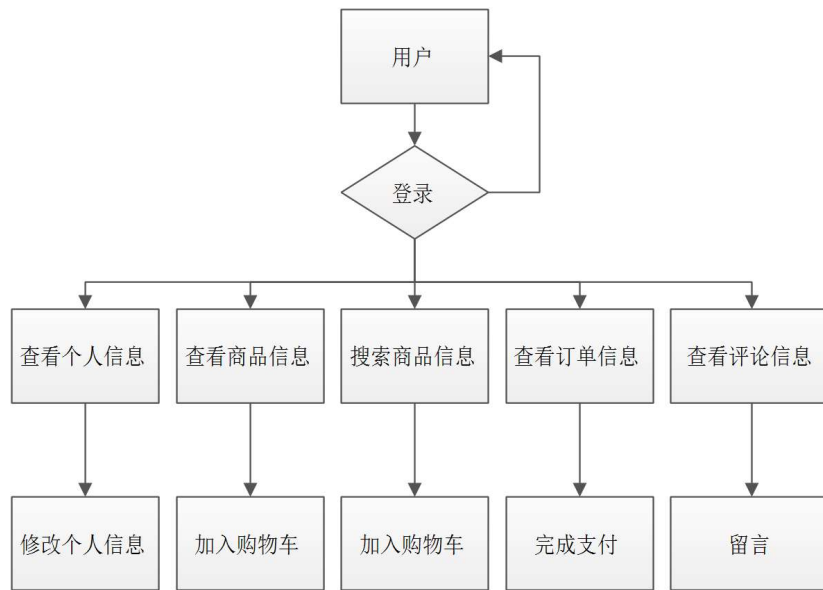 用户
登录
查看个人信息
查看商品信息
搜索商品信息
查看订单信息
查看评论信息
修改个人信息
加入购物车
加入购物车
完成支付
留言